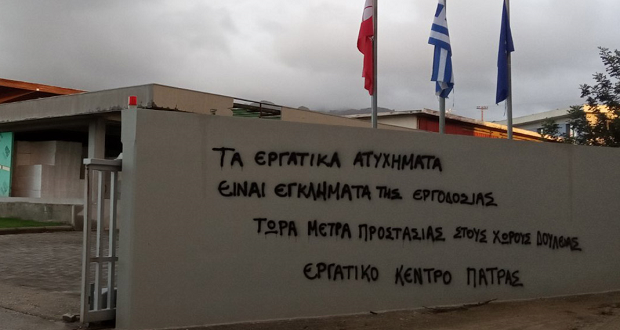 ΤΑ ΕΡΓΑΤΙΚΑ ΑΤΥΧΗΜΑΤΑ
ΕΙΝΑΙ ΕΓΚΛΗΜΑΤΑ ΤΗΣ ΕΡΓΟΔΟΣΙΑΣ
ΤΩΡΑ ΜΕΤΡΑ ΠΡΟΣΤΑΣΙΑΣ ΣΤΟΥΣ ΧΩΡΟΥΣ ΔΟΥΛΕΙΑΣ
ΕΡΓΑΤΙΚΟ ΚΕΝΤΡΟ ΠΑΤΡΑΣ